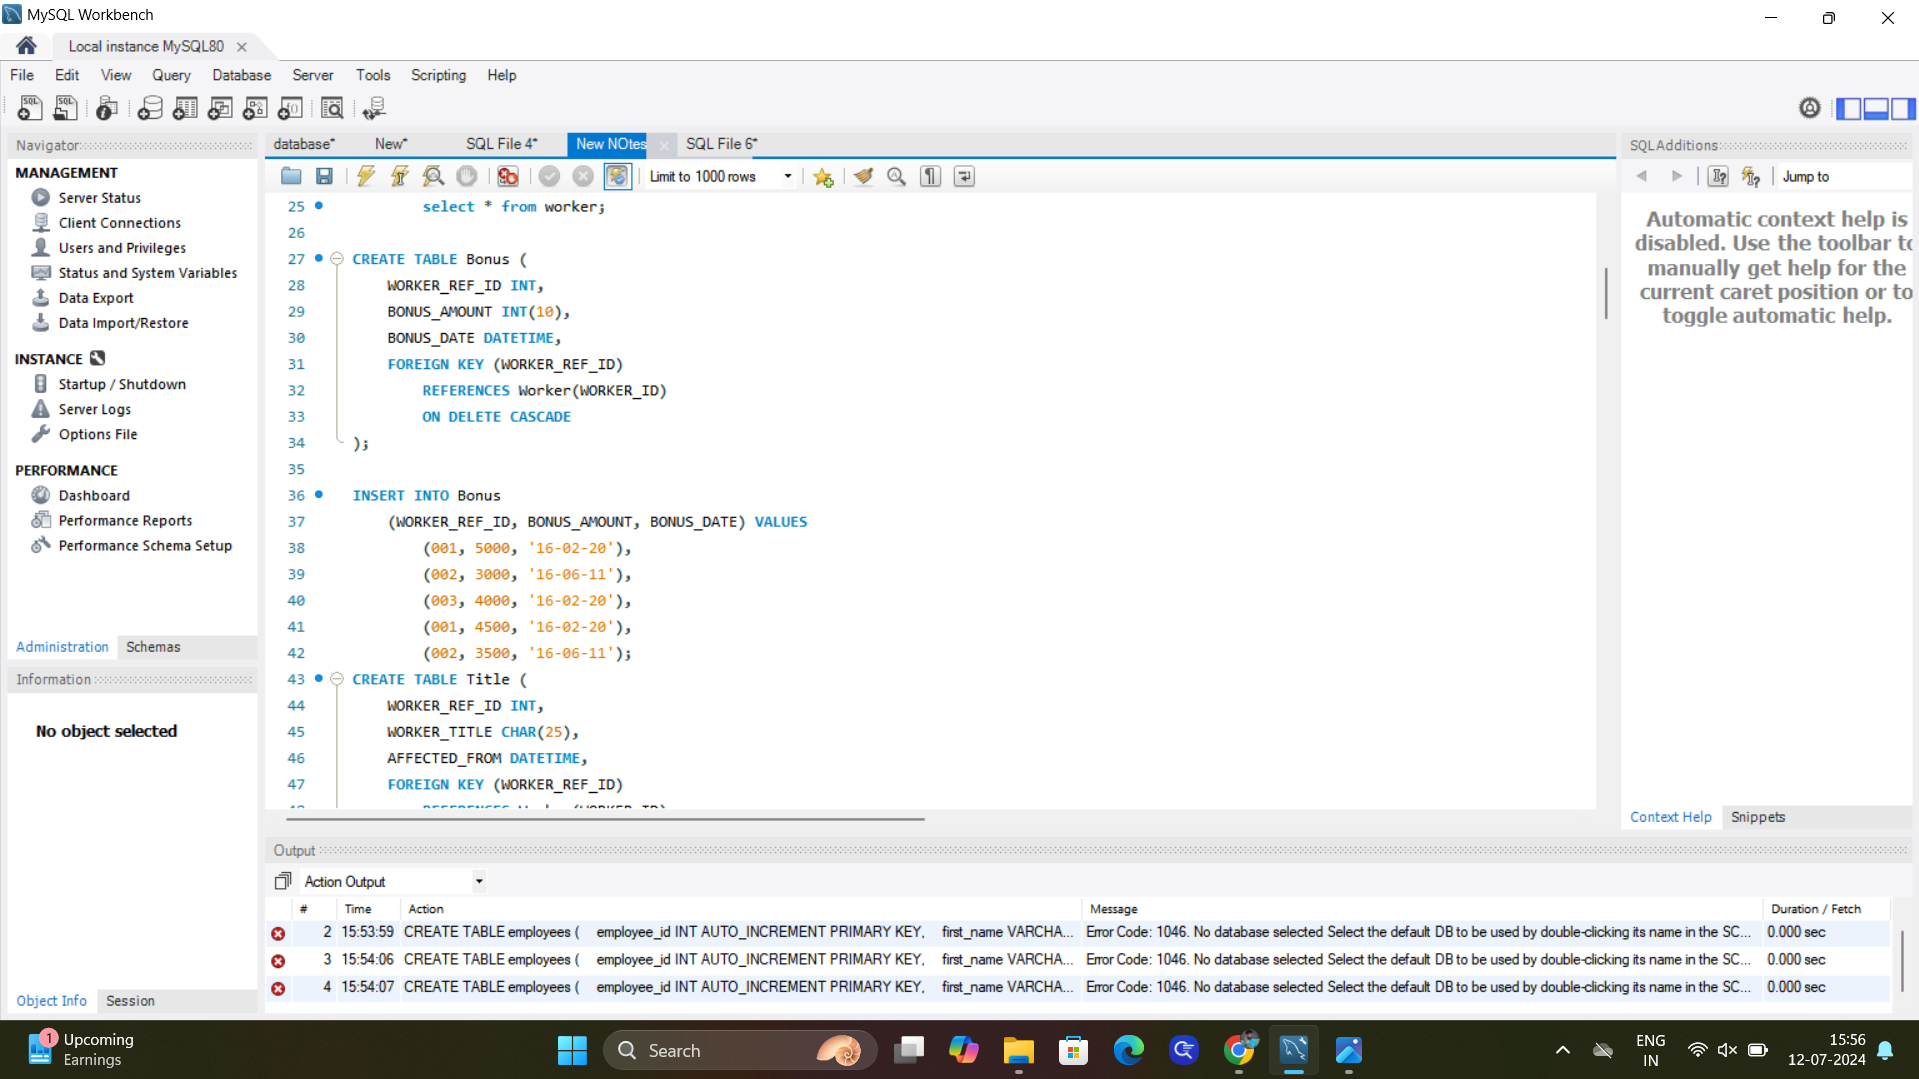 MySQL Workbench
Local instance MySQL80
File Edit View Query Database Server Tools Scripting Help
Navigator
MANAGEMENT
Server Status
Client Connections
Users and Privileges
Status and System Variables
Data Export
Data Import/Restore
INSTANCE
Startup / Shutdown
Server Logs
Options File
PERFORMANCE
Dashboard
Performance Reports
Performance Schema Setup
Administration Schemas
Information
No object selected
Object Info Session
database* New* SQL File 4* New NOtes SQL File 6*
Limit to 1000 rows
25 select * from worker;
26
27 CREATE TABLE Bonus (
28 WORKER_REF_ID INT,
29 BONUS_AMOUNT INT(10),
30 BONUS_DATE DATETIME,
31 FOREIGN KEY (WORKER_REF_ID)
32 REFERENCES Worker(WORKER_ID)
33 ON DELETE CASCADE
34 );
35
36 INSERT INTO Bonus
37 (WORKER_REF_ID, BONUS_AMOUNT, BONUS_DATE) VALUES
38 (001, 5000, '16-02-20'),
39 (002, 3000, '16-06-11'),
40 (003, 4000, '16-02-20'),
41 (001, 4500, '16-02-20'),
42 (002, 3500, '16-06-11');
43 CREATE TABLE Title (
44 WORKER_REF_ID INT,
45 WORKER_TITLE CHAR(25),
46 AFFECTED_FROM DATETIME,
47 FOREIGN KEY (WORKER_REF_ID)
SQLAdditions
Jump to
Automatic context help is
disabled. Use the toolbar to
manually get help for the
current caret position or to
toggle automatic help.
Context Help Snippets
Output
Action Output
# Time Action Message Duration / Fetch
2 15:53:59 CREATE TABLE employees ( employee_id INT AUTO_INCREMENT PRIMARY KEY, first_name VARCHA... Error Code: 1046. No database selected Select the default DB to be used by double-clicking its name in the SC... 0.000 sec
3 15:54:06 CREATE TABLE employees ( employee_id INT AUTO_INCREMENT PRIMARY KEY, first_name VARCHA... Error Code: 1046. No database selected Select the default DB to be used by double-clicking its name in the SC... 0.000 sec
4 15:54:07 CREATE TABLE employees ( employee_id INT AUTO_INCREMENT PRIMARY KEY, first_name VARCHA... Error Code: 1046. No database selected Select the default DB to be used by double-clicking its name in the SC... 0.000 sec
1
Upcoming
Earnings
Search
ENG
IN
15:56
12-07-2024